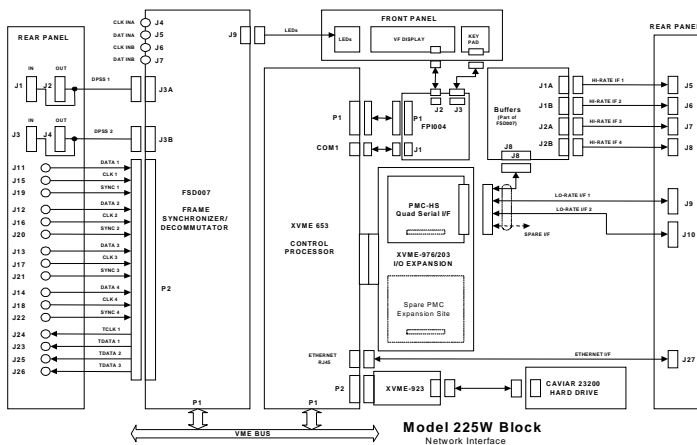 REAR PANEL
IN
OUT
J1
J2
DPSS 1
J3A
IN
OUT
J3
J4
DPSS 2
J3B
J11
DATA 1
J15
CLK 1
J19
SYNC 1
J12
DATA 2
J16
CLK 2
J20
SYNC 2
J13
DATA 3
J17
CLK 3
J21
SYNC 3
J14
DATA 4
J18
CLK 4
J22
SYNC 4
J24
TCLK 1
J23
TDATA 1
J25
TDATA 2
J26
TDATA 3
CLK INA
J4
DAT INA
J5
CLK INB
J6
DAT INB
J7
J9
LEDs
FSD007
FRAME
SYNCHRONIZER/
DECOMMUTATOR
P2
P1
FRONT PANEL
LEDs
VF DISPLAY
KEY
PAD
J2
J3
P1
P1
FPI004
COM1
J1
XVME 653
CONTROL
PROCESSOR
PMC-HS
Quad Serial I/F
XVME-976/203
I/O EXPANSION
Spare PMC
Expansion Site
ETHERNET
RJ45
P2
XVME-923
P1
VME BUS
Buffers
(Part of
FSD007)
J1A
J1B
J2A
J2B
J8
J8
HI-RATE IF 1
HI-RATE IF 2
HI-RATE IF 3
HI-RATE IF 4
LO-RATE I/F 1
LO-RATE I/F 2
SPARE I/F
ETHERNET I/F
CAVIAR 23200
HARD DRIVE
REAR PANEL
J5
J6
J7
J8
J9
J10
J27
Model 225W Block
Network Interface